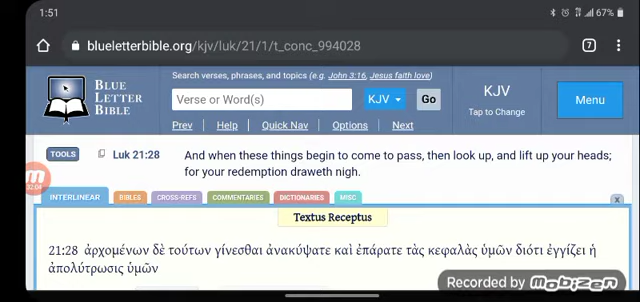 1:51
67%
blueletterbible.org/kjv/luk/21/1/t_conc_994028
7
BLUE
LETTER
BIBLE
Search verses, phrases, and topics (e.g. John 3:16, Jesus faith love)
Verse or Word(s)
KJV
Go
Prev Help Quick Nav Options Next
KJV
Tap to Change
Menu
TOOLS Luk 21:28 And when these things begin to come to pass, then look up, and lift up your heads;
for your redemption draweth nigh.
02:04
INTERLINEAR BIBLES CROSS-REFS COMMENTARIES DICTIONARIES MISC x
Textus Receptus
21:28 ἀρχομένων δὲ τούτων γίνεσθαι ἀνακύψατε καὶ ἐπάρατε τὰς κεφαλὰς ὑμῶν διότι ἐγγίζει ἡ
ἀπολύτρωσις ὑμῶν
Recorded by mobizen